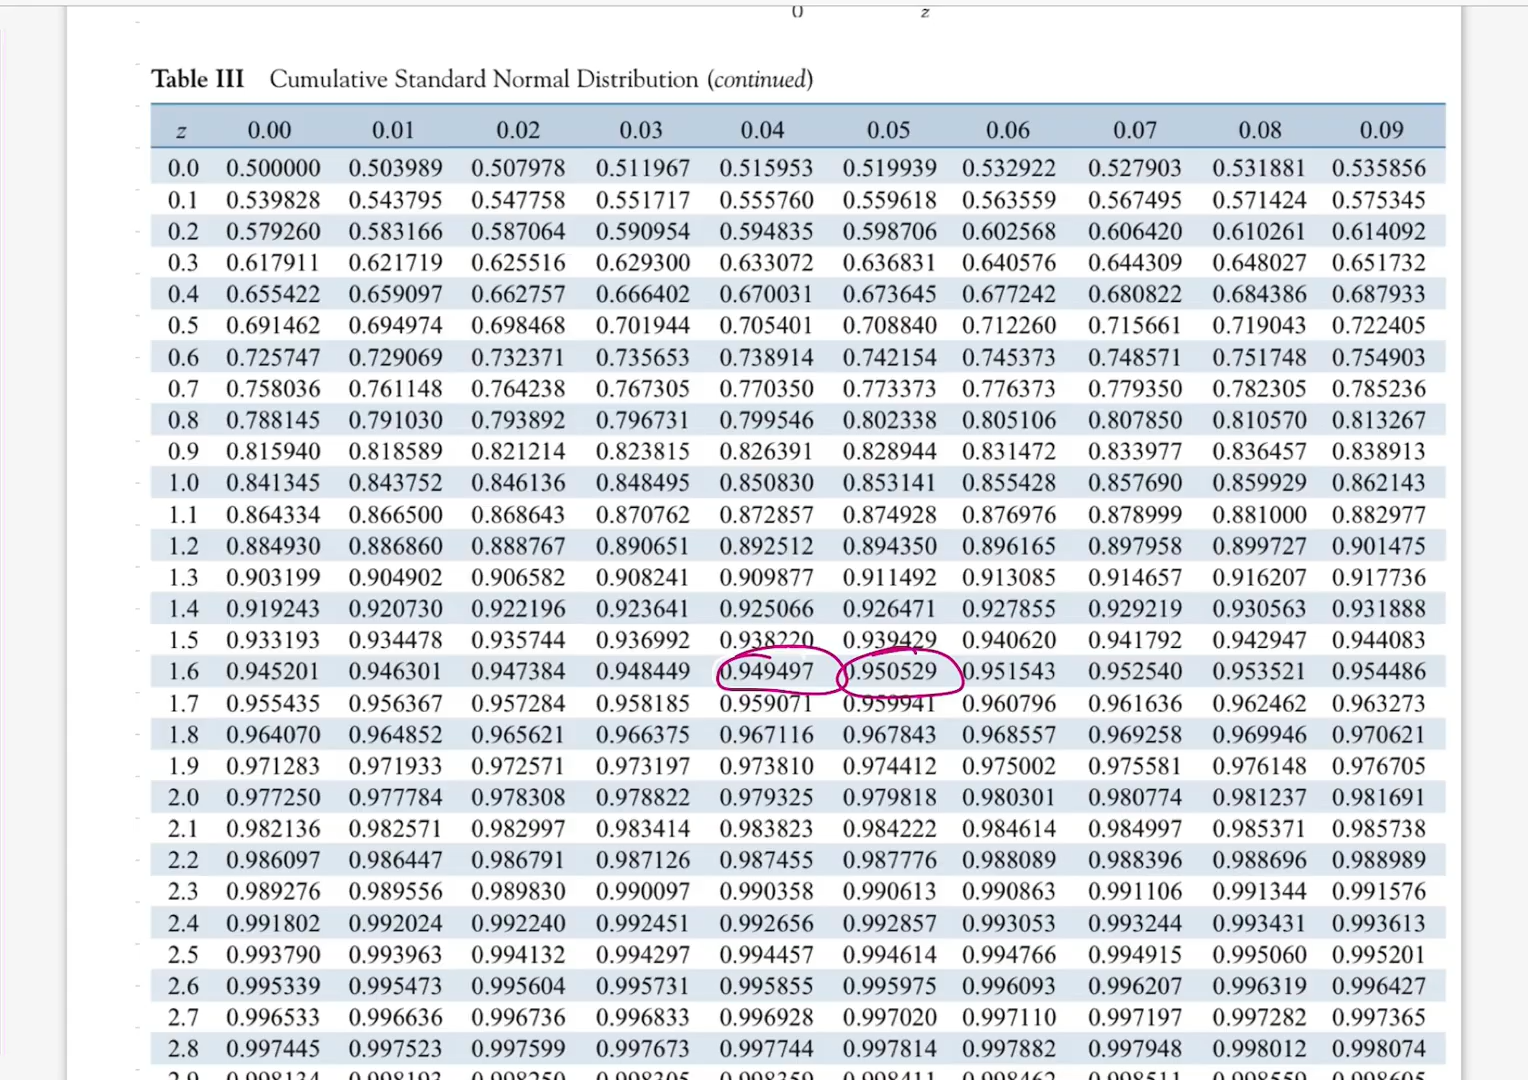 0 z
Table III Cumulative Standard Normal Distribution (continued)
z 0.00 0.01 0.02 0.03 0.04 0.05 0.06 0.07 0.08 0.09
0.0 0.500000 0.503989 0.507978 0.511967 0.515953 0.519939 0.532922 0.527903 0.531881 0.535856
0.1 0.539828 0.543795 0.547758 0.551717 0.555760 0.559618 0.563559 0.567495 0.571424 0.575345
0.2 0.579260 0.583166 0.587064 0.590954 0.594835 0.598706 0.602568 0.606420 0.610261 0.614092
0.3 0.617911 0.621719 0.625516 0.629300 0.633072 0.636831 0.640576 0.644309 0.648027 0.651732
0.4 0.655422 0.659097 0.662757 0.666402 0.670031 0.673645 0.677242 0.680822 0.684386 0.687933
0.5 0.691462 0.694974 0.698468 0.701944 0.705401 0.708840 0.712260 0.715661 0.719043 0.722405
0.6 0.725747 0.729069 0.732371 0.735653 0.738914 0.742154 0.745373 0.748571 0.751748 0.754903
0.7 0.758036 0.761148 0.764238 0.767305 0.770350 0.773373 0.776373 0.779350 0.782305 0.785236
0.8 0.788145 0.791030 0.793892 0.796731 0.799546 0.802338 0.805106 0.807850 0.810570 0.813267
0.9 0.815940 0.818589 0.821214 0.823815 0.826391 0.828944 0.831472 0.833977 0.836457 0.838913
1.0 0.841345 0.843752 0.846136 0.848495 0.850830 0.853141 0.855428 0.857690 0.859929 0.862143
1.1 0.864334 0.866500 0.868643 0.870762 0.872857 0.874928 0.876976 0.878999 0.881000 0.882977
1.2 0.884930 0.886860 0.888767 0.890651 0.892512 0.894350 0.896165 0.897958 0.899727 0.901475
1.3 0.903199 0.904902 0.906582 0.908241 0.909877 0.911492 0.913085 0.914657 0.916207 0.917736
1.4 0.919243 0.920730 0.922196 0.923641 0.925066 0.926471 0.927855 0.929219 0.930563 0.931888
1.5 0.933193 0.934478 0.935744 0.936992 0.938220 0.939429 0.940620 0.941792 0.942947 0.944083
1.6 0.945201 0.946301 0.947384 0.948449 0.949497 0.950529 0.951543 0.952540 0.953521 0.954486
1.7 0.955435 0.956367 0.957284 0.958185 0.959071 0.959941 0.960796 0.961636 0.962462 0.963273
1.8 0.964070 0.964852 0.965621 0.966375 0.967116 0.967843 0.968557 0.969258 0.969946 0.970621
1.9 0.971283 0.971933 0.972571 0.973197 0.973810 0.974412 0.975002 0.975581 0.976148 0.976705
2.0 0.977250 0.977784 0.978308 0.978822 0.979325 0.979818 0.980301 0.980774 0.981237 0.981691
2.1 0.982136 0.982571 0.982997 0.983414 0.983823 0.984222 0.984614 0.984997 0.985371 0.985738
2.2 0.986097 0.986447 0.986791 0.987126 0.987455 0.987776 0.988089 0.988396 0.988696 0.988989
2.3 0.989276 0.989556 0.989830 0.990097 0.990358 0.990613 0.990863 0.991106 0.991344 0.991576
2.4 0.991802 0.992024 0.992240 0.992451 0.992656 0.992857 0.993053 0.993244 0.993431 0.993613
2.5 0.993790 0.993963 0.994132 0.994297 0.994457 0.994614 0.994766 0.994915 0.995060 0.995201
2.6 0.995339 0.995473 0.995604 0.995731 0.995855 0.995975 0.996093 0.996207 0.996319 0.996427
2.7 0.996533 0.996636 0.996736 0.996833 0.996928 0.997020 0.997110 0.997197 0.997282 0.997365
2.8 0.997445 0.997523 0.997599 0.997673 0.997744 0.997814 0.997882 0.997948 0.998012 0.998074